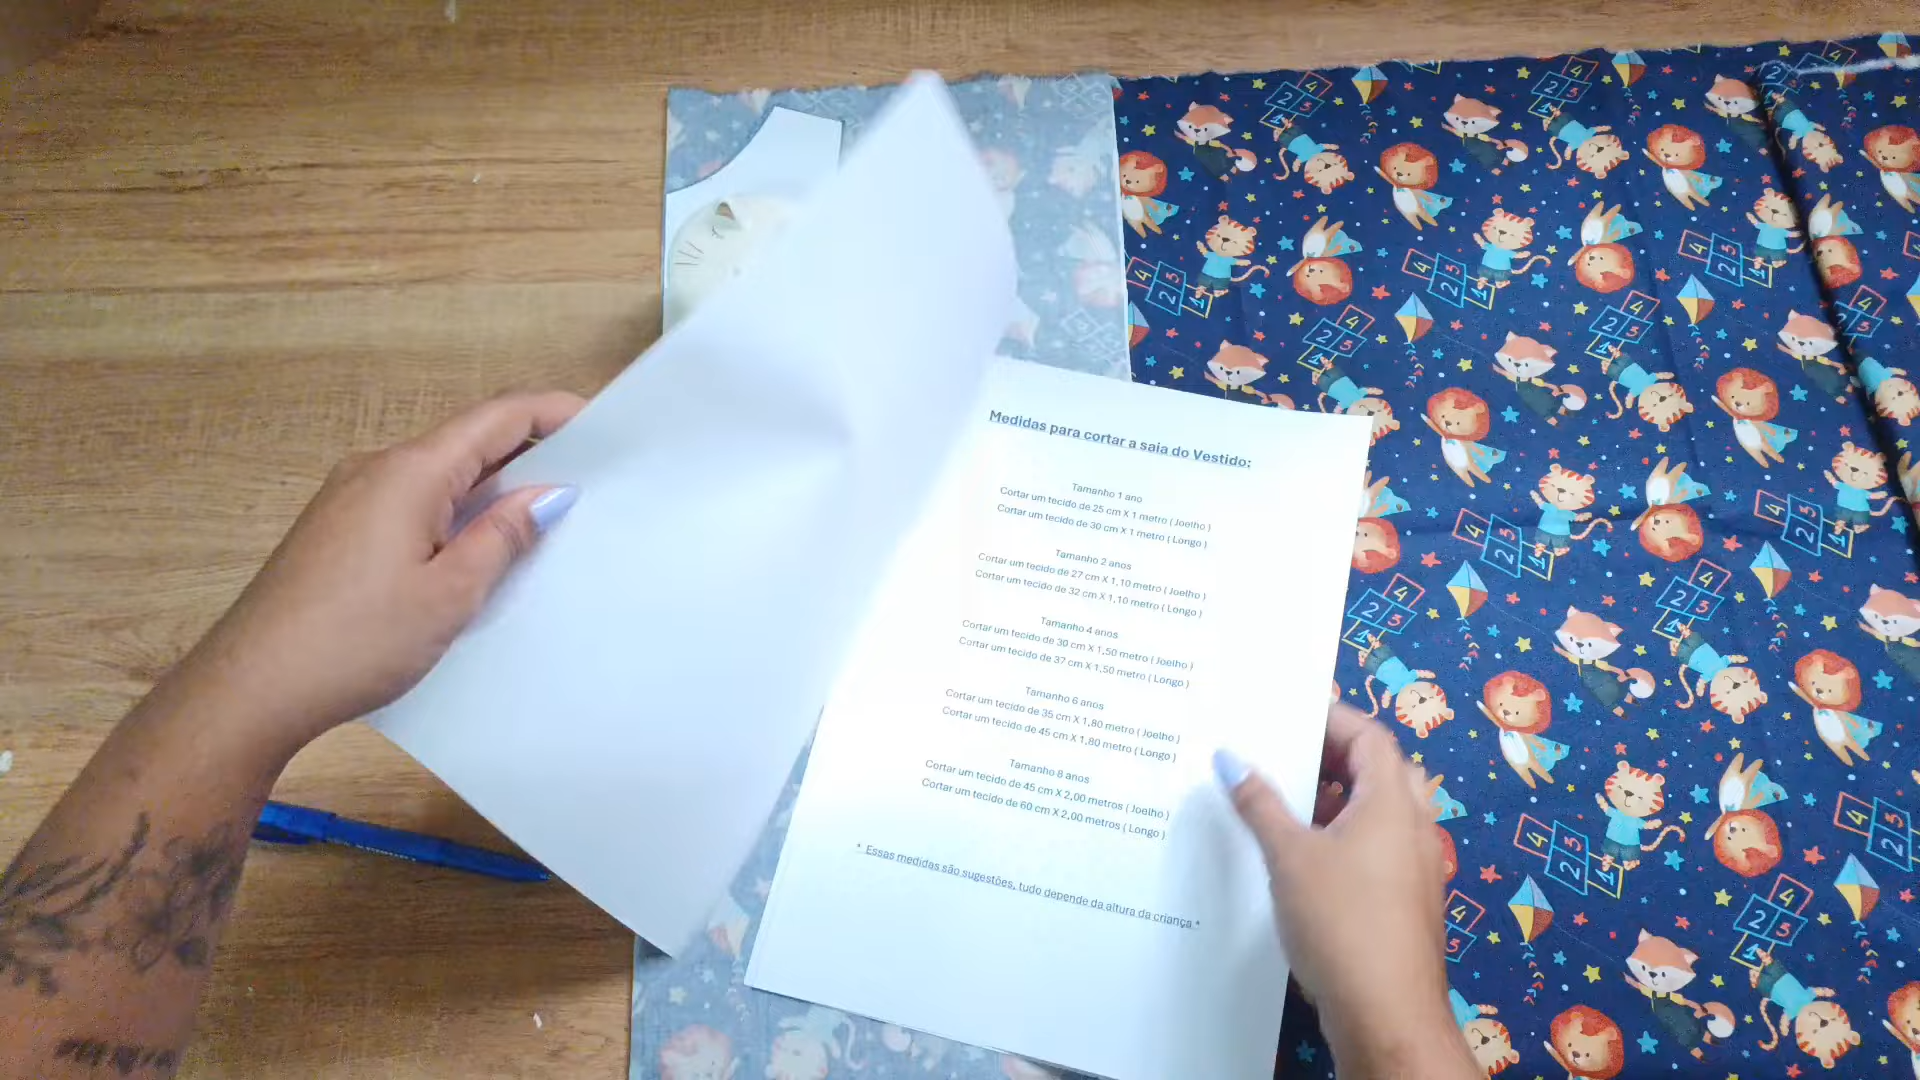 Medidas para cortar a saia do Vestido;
Tamanho 1 ano
Cortar um tecido de 25 cm X 1 metro ( Joelho )
Cortar um tecido de 30 cm X 1 metro ( Longo )
Tamanho 2 anos
Cortar um tecido de 27 cm X 1,10 metro ( Joelho )
Cortar um tecido de 32 cm X 1,10 metro ( Longo )
Tamanho 4 anos
Cortar um tecido de 30 cm X 1,50 metro ( Joelho )
Cortar um tecido de 37 cm X 1,50 metro ( Longo )
Tamanho 6 anos
Cortar um tecido de 35 cm X 1,80 metro ( Joelho )
Cortar um tecido de 45 cm X 1,80 metro ( Longo )
Tamanho 8 anos
Cortar um tecido de 45 cm X 2,00 metros ( Joelho )
Cortar um tecido de 60 cm X 2,00 metros ( Longo )
* Essas medidas são sugestões, tudo depende da altura da criança *